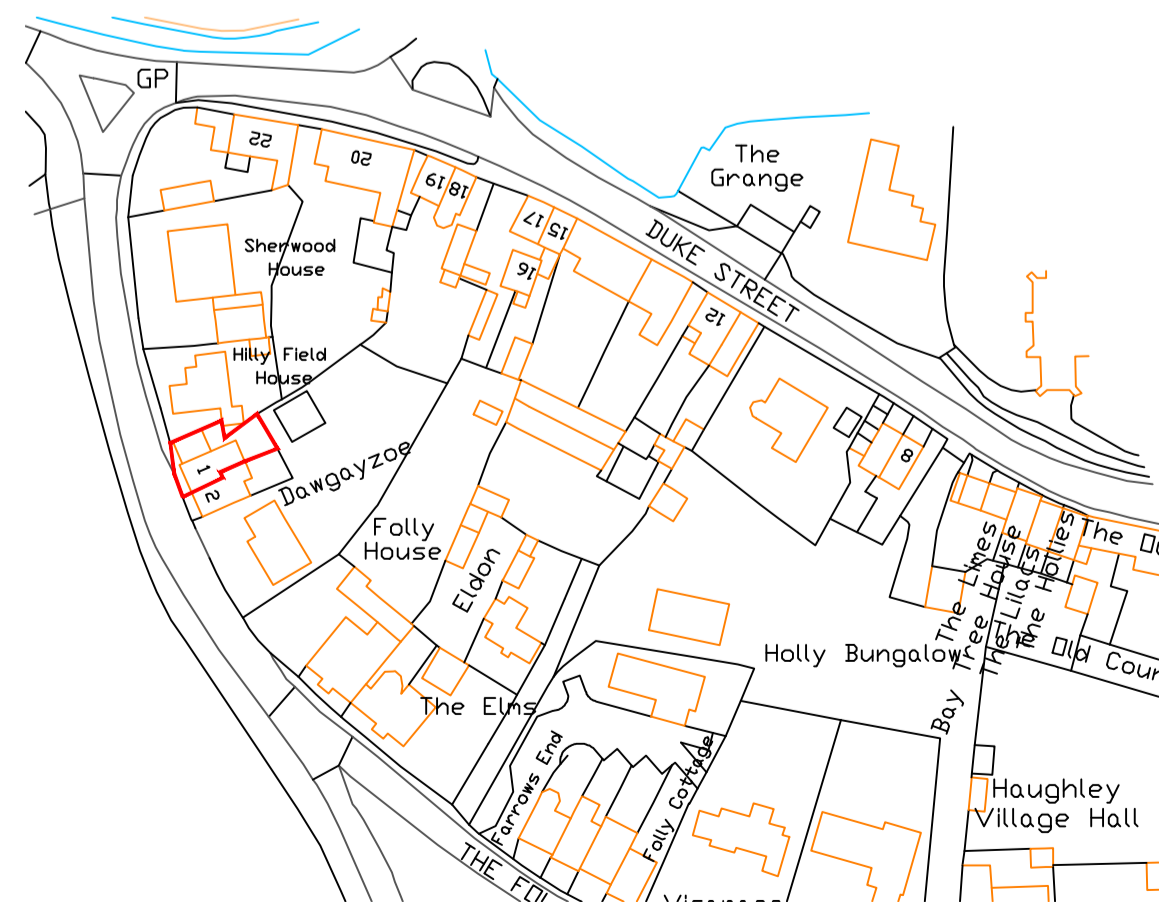 GP
22
20
19
18
The
Grange
17
15
16
Sherwood
House
DUKE STREET
12
Hilly Field
House
1
2
Dawgayzoe
8
Folly
House
Eldon
The Limes
Bay Tree House
The Lilacs
The Hollies
The
The
Old Cour
Holly Bungalow
The Elms
Farrows End
Folly Cottage
Haughley
Village Hall
THE FOL